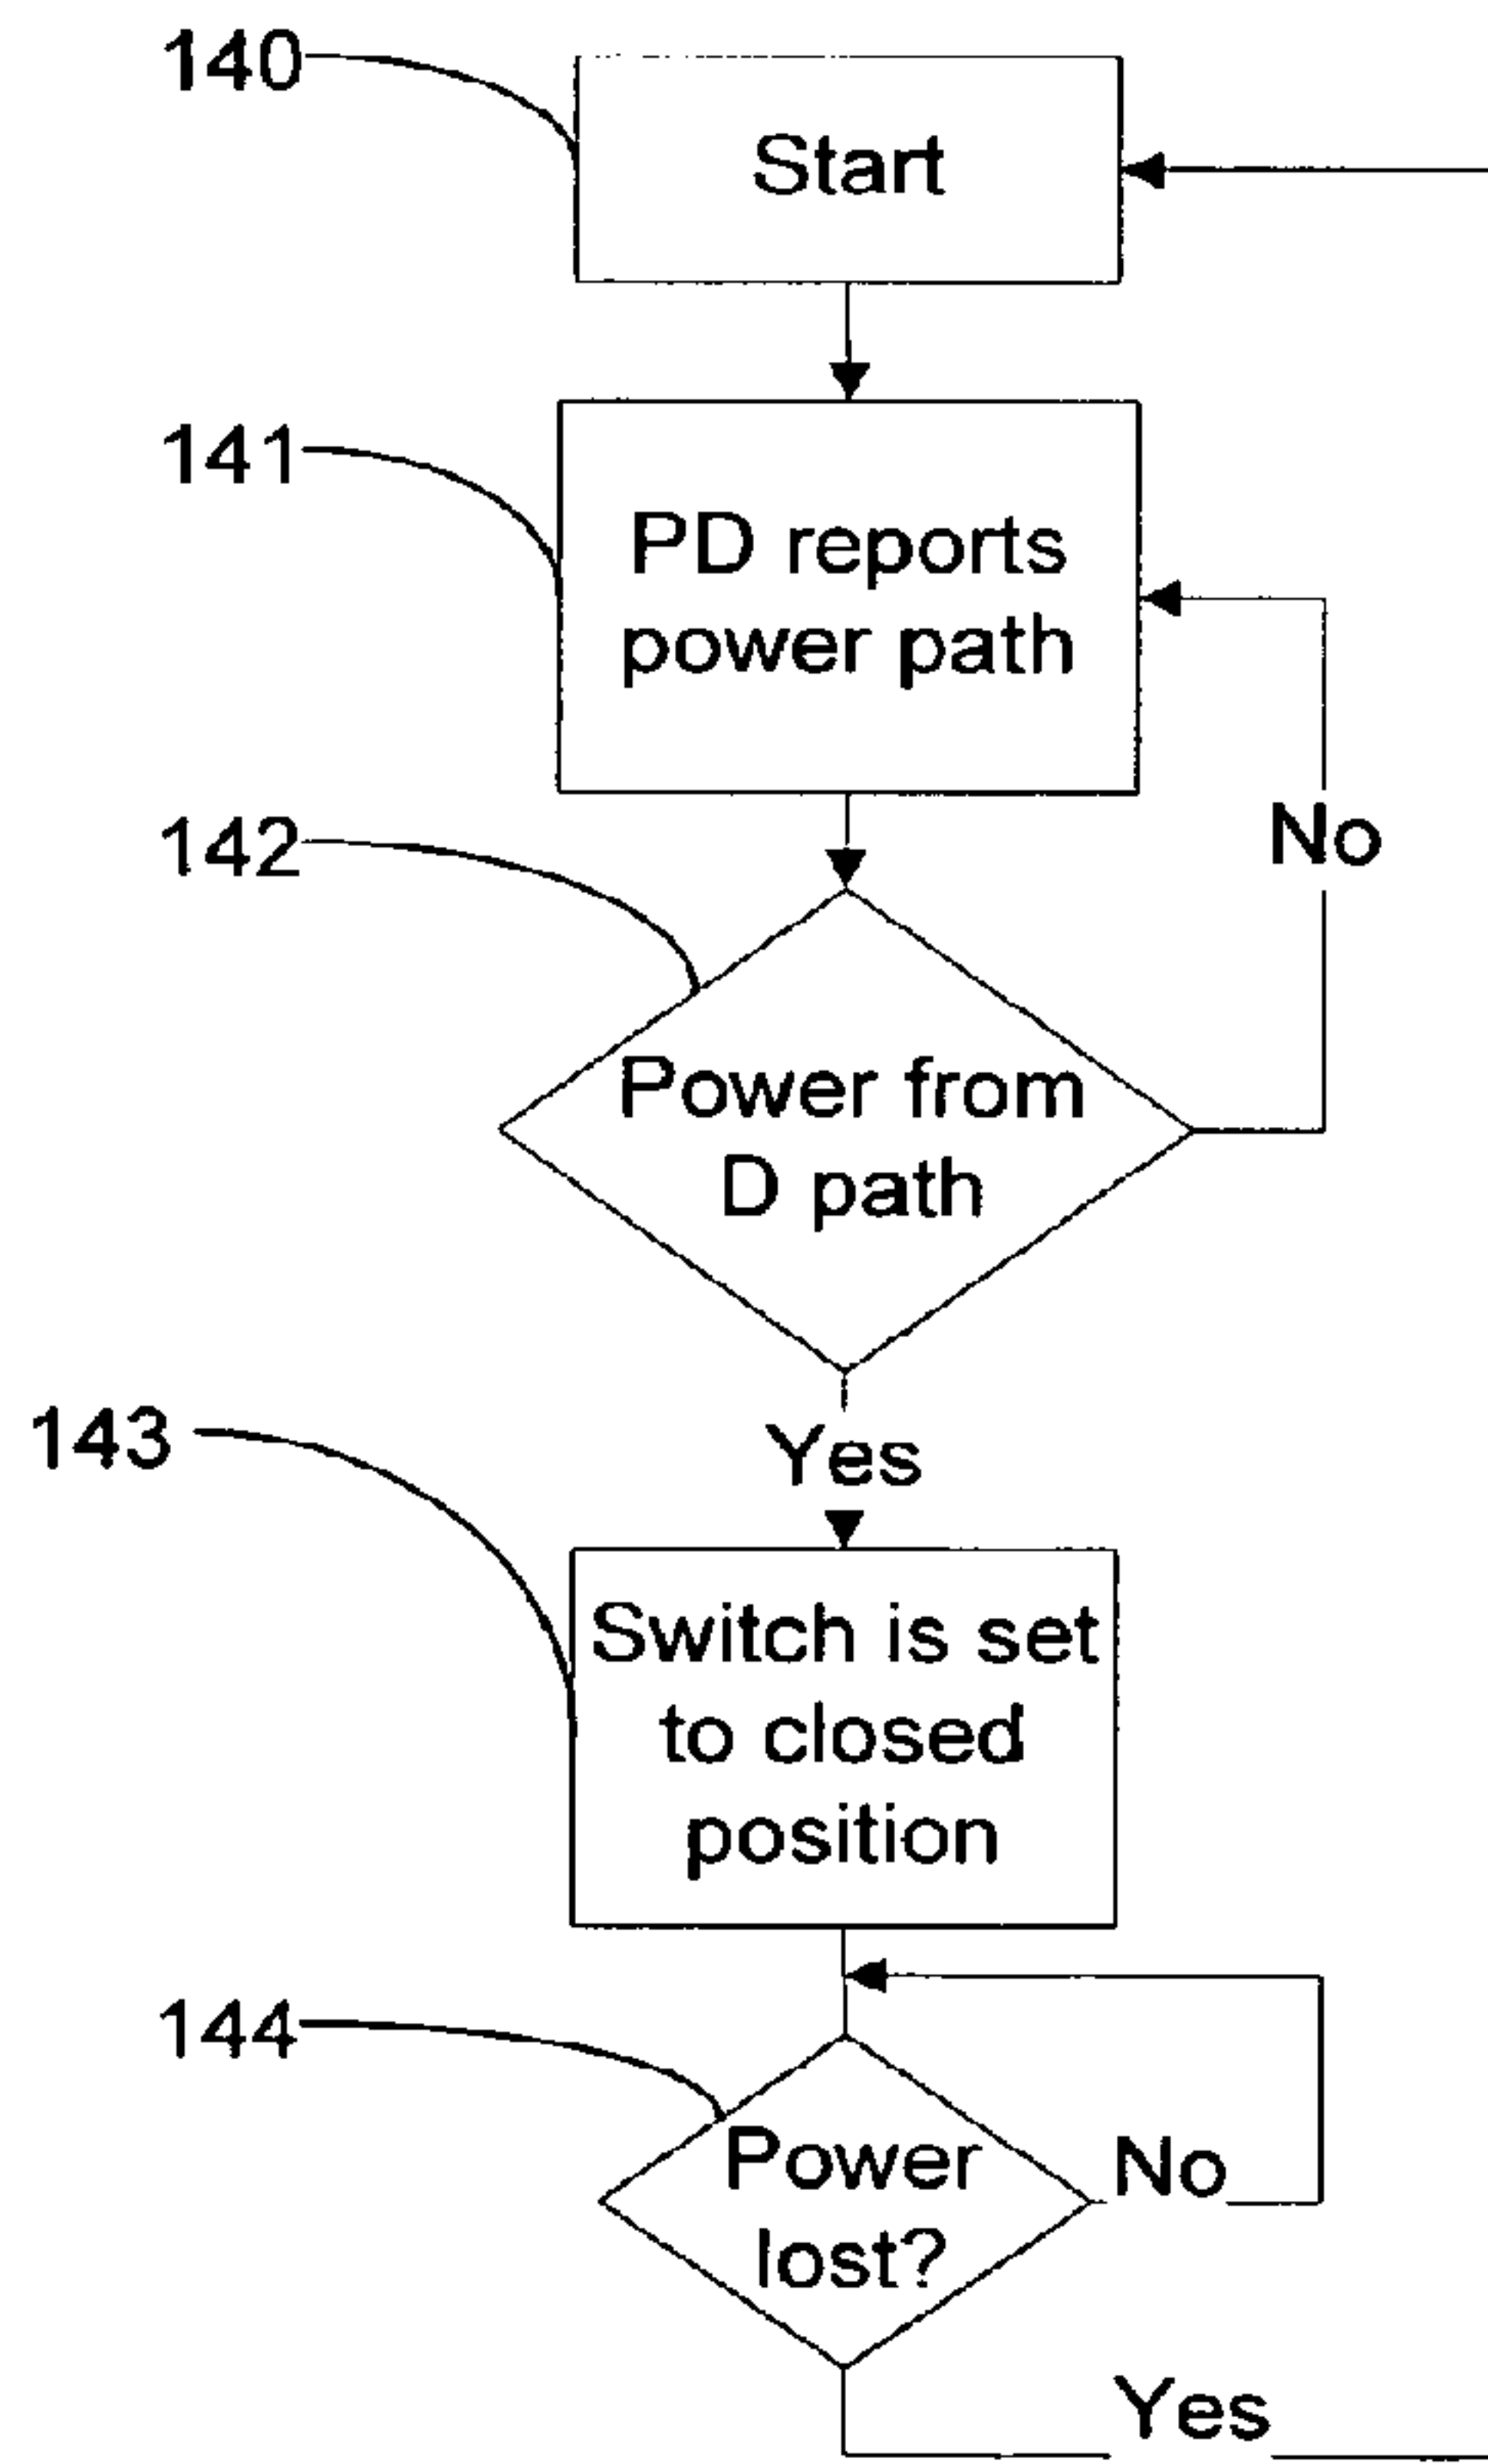 140
Start
141
PD reports
power path
No
142
Power from
D path
Yes
143
Switch is set
to closed
position
144
Power
lost?
No
Yes